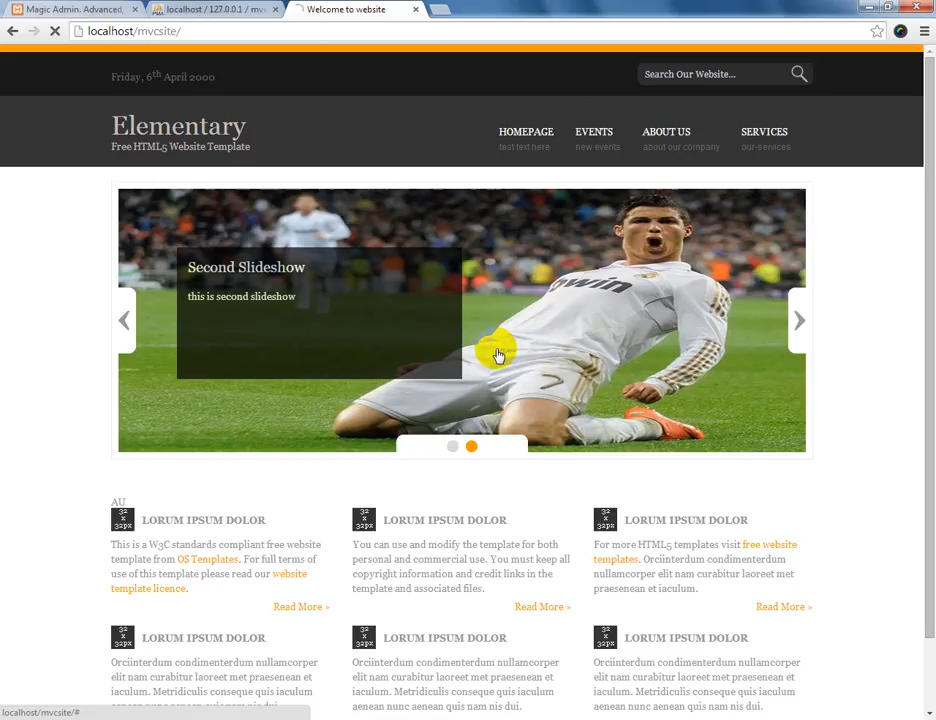 Magic Admin. Advanced,
localhost / 127.0.0.1 / mv
Welcome to website
localhost/mvcsite/
Friday, 6th April 2000
Search Our Website...
Elementary
Free HTML5 Website Template
HOMEPAGE EVENTS ABOUT US SERVICES
test text here new events about our company our-services
Second Slideshow
this is second slideshow
AU
32 x 32px LORUM IPSUM DOLOR
This is a W3C standards compliant free website
template from OS Templates. For full terms of
use of this template please read our website
template licence.
Read More »
32 x 32px LORUM IPSUM DOLOR
You can use and modify the template for both
personal and commercial use. You must keep all
copyright information and credit links in the
template and associated files.
Read More »
32 x 32px LORUM IPSUM DOLOR
For more HTML5 templates visit free website
templates. Orciinterdum condimentum
nullamcorper elit nam curabitur laoreet met
praesenean et iaculum.
Read More »
32 x 32px LORUM IPSUM DOLOR
Orciinterdum condimentum nullamcorper
elit nam curabitur laoreet met praesenean et
iaculum. Metridiculis conseque quis iaculum
32 x 32px LORUM IPSUM DOLOR
Orciinterdum condimentum nullamcorper
elit nam curabitur laoreet met praesenean et
iaculum. Metridiculis conseque quis iaculum
aenean nunc aenean quis nam nis dui.
32 x 32px LORUM IPSUM DOLOR
Orciinterdum condimentum nullamcorper
elit nam curabitur laoreet met praesenean et
iaculum. Metridiculis conseque quis iaculum
aenean nunc aenean quis nam nis dui.
localhost/mvcsite/#